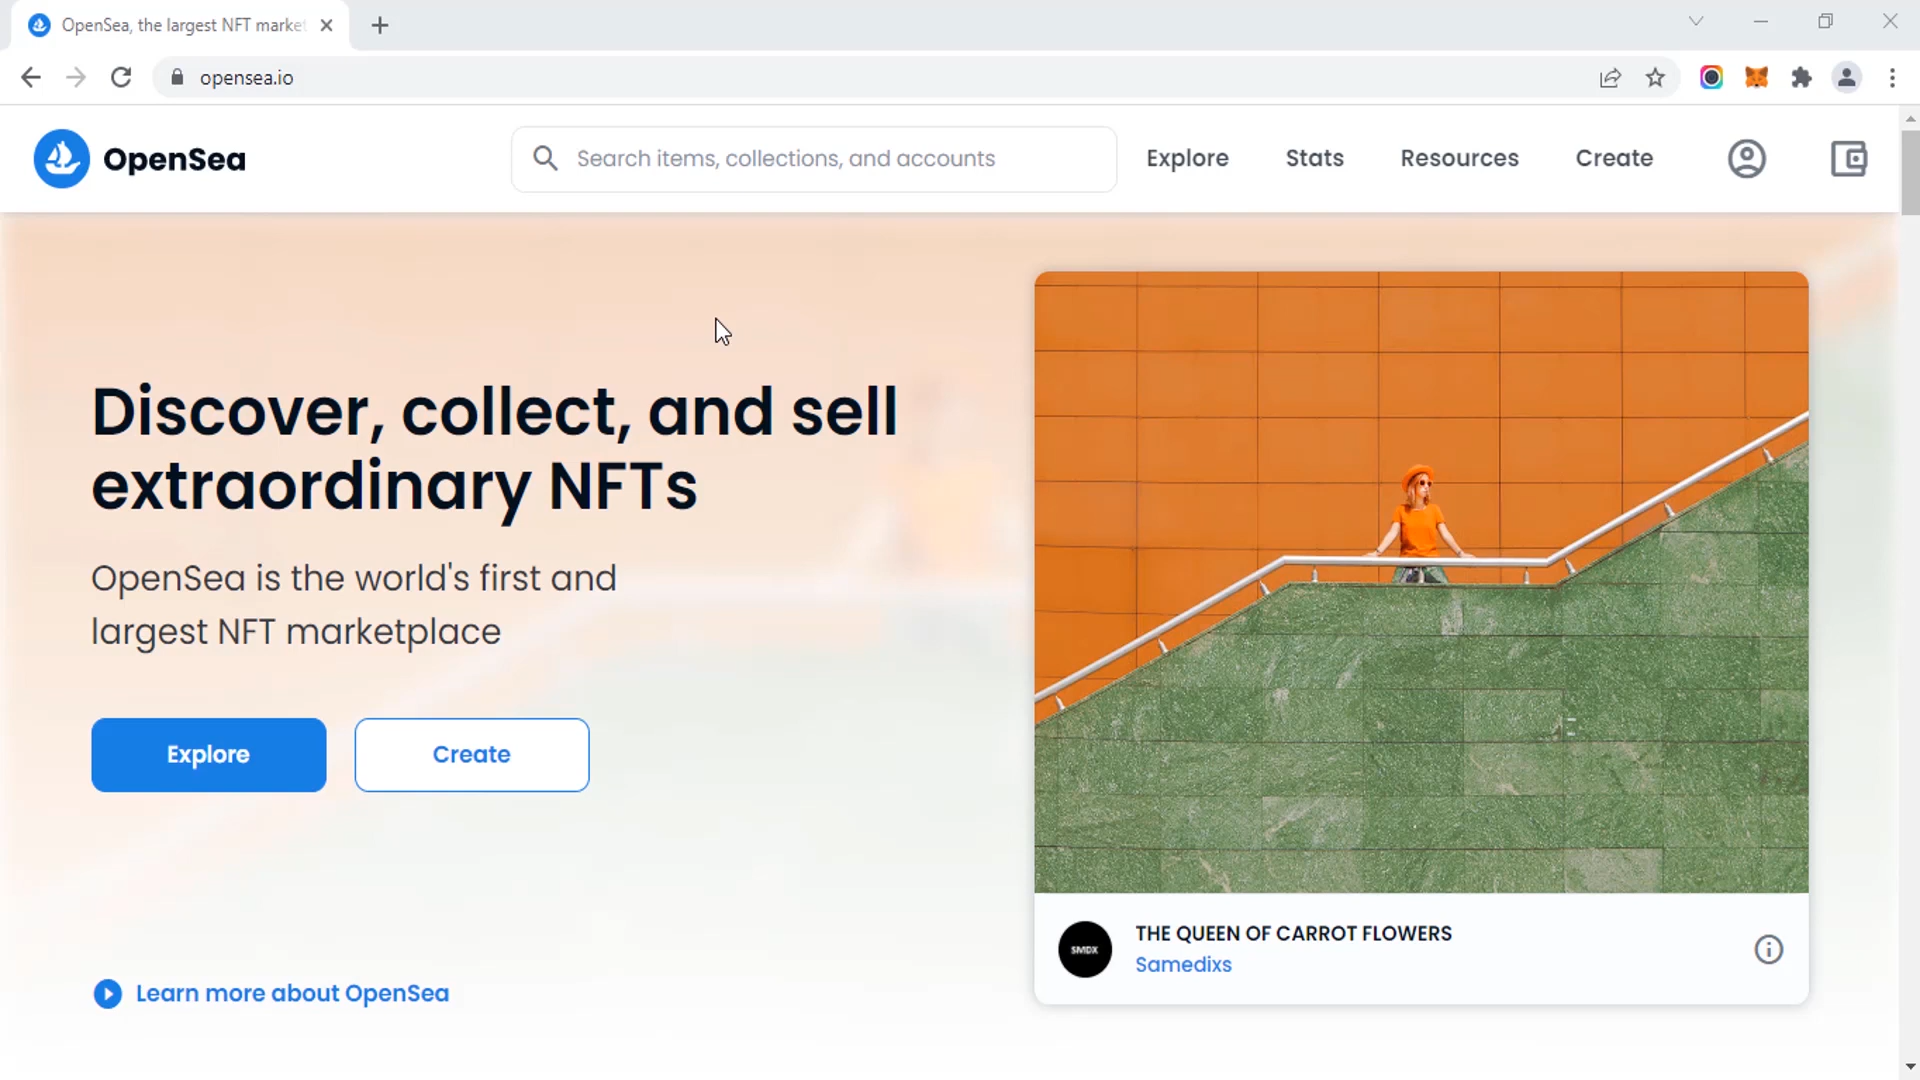 OpenSea, the largest NFT market
opensea.io
OpenSea
Search items, collections, and accounts
Explore
Stats
Resources
Create
Discover, collect, and sell
extraordinary NFTs
OpenSea is the world's first and
largest NFT marketplace
Explore
Create
Learn more about OpenSea
SMDX
THE QUEEN OF CARROT FLOWERS
Samedixs